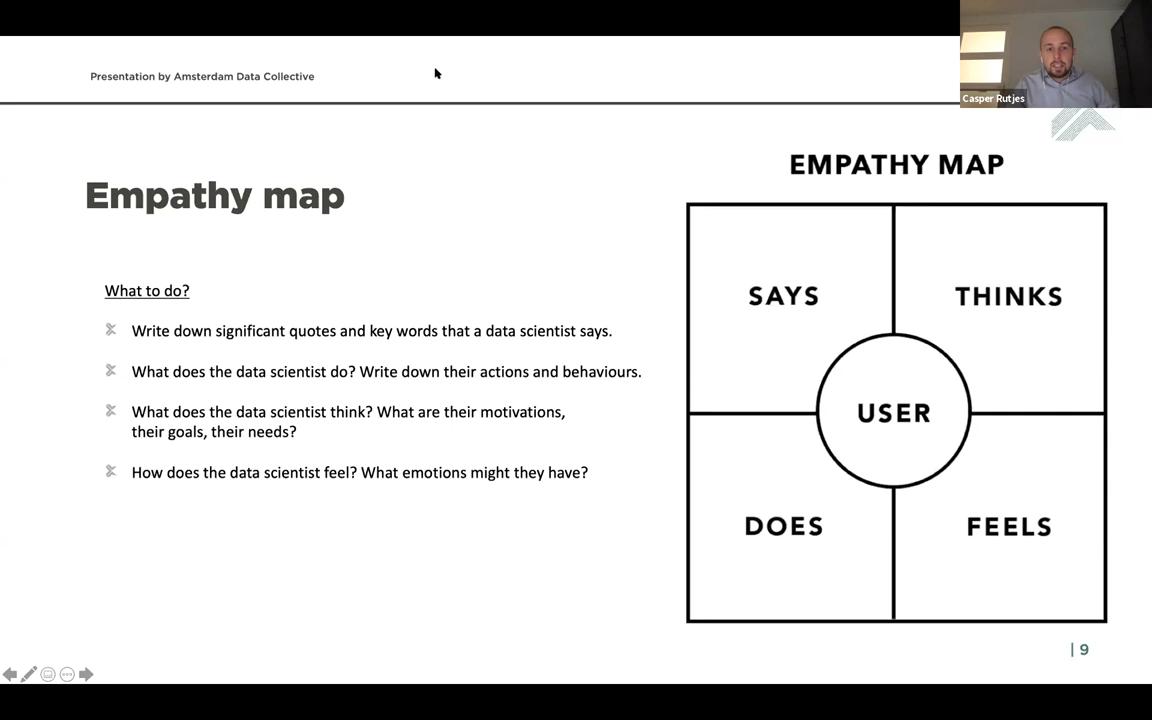 Presentation by Amsterdam Data Collective
Casper Rutjes
Empathy map
What to do?
Write down significant quotes and key words that a data scientist says.
What does the data scientist do? Write down their actions and behaviours.
What does the data scientist think? What are their motivations,
their goals, their needs?
How does the data scientist feel? What emotions might they have?
EMPATHY MAP
SAYS
THINKS
USER
DOES
FEELS
| 9